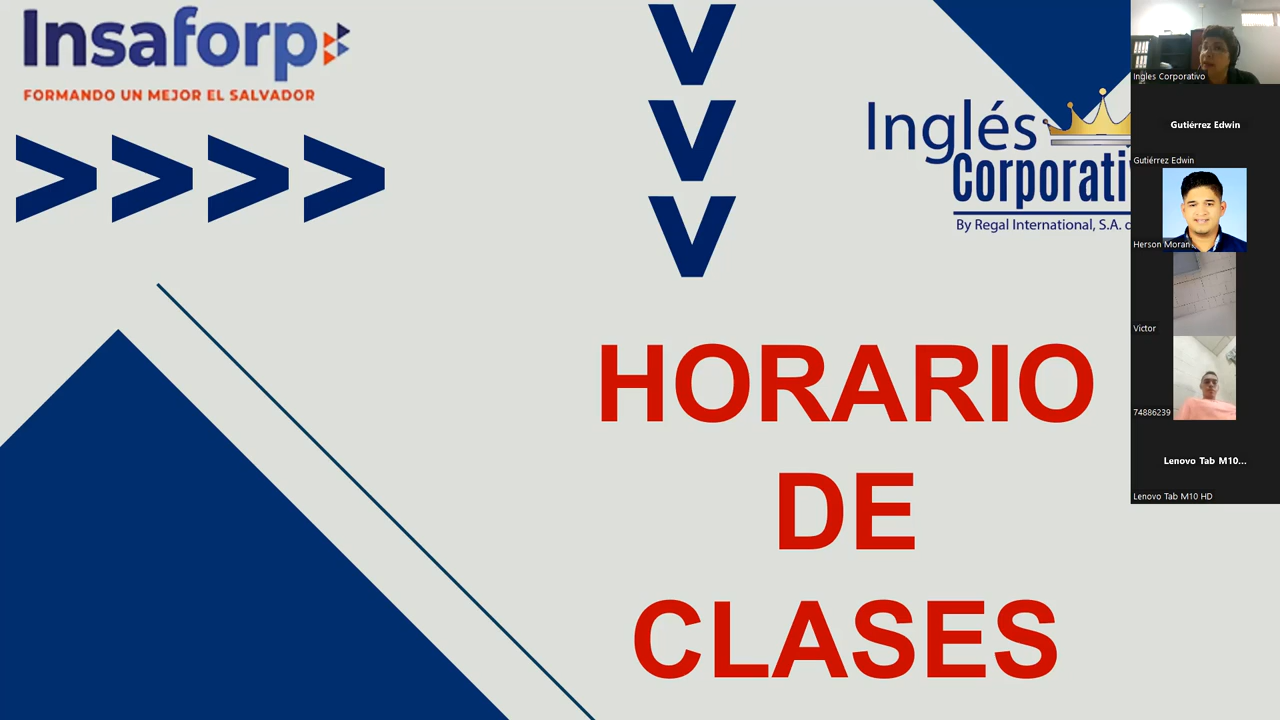 Insaforp
FORMANDO UN MEJOR EL SALVADOR
> > > >
V
V
V
Inglés
Corporati
By Regal International, S.A. d
HORARIO
DE
CLASES
Ingles Corporativo
Gutiérrez Edwin
Gutiérrez Edwin
Herson Moran
Victor
74886239
Lenovo Tab M10...
Lenovo Tab M10 HD